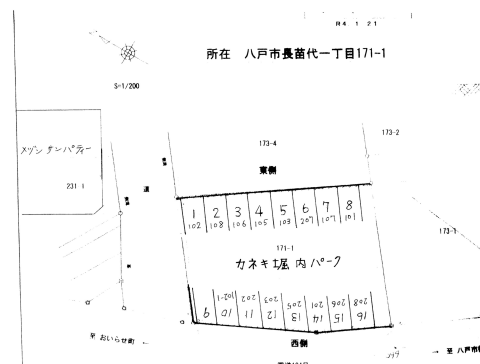 R4. 1 21
所在 八戸市長苗代一丁目171-1
S=1/200
173-4
173-2
メゾン サンパティー
東側
231 1
道
1 2 3 4 5 6 7 8
102 108 106 105 103 207 107 101
173-1
171-1
カネキ堀内パーク
102-1 202 203 205 201 206 208
9 10 11 12 13 14 15 16
西側
至 おいらせ町 ←
→ 至 八戸市